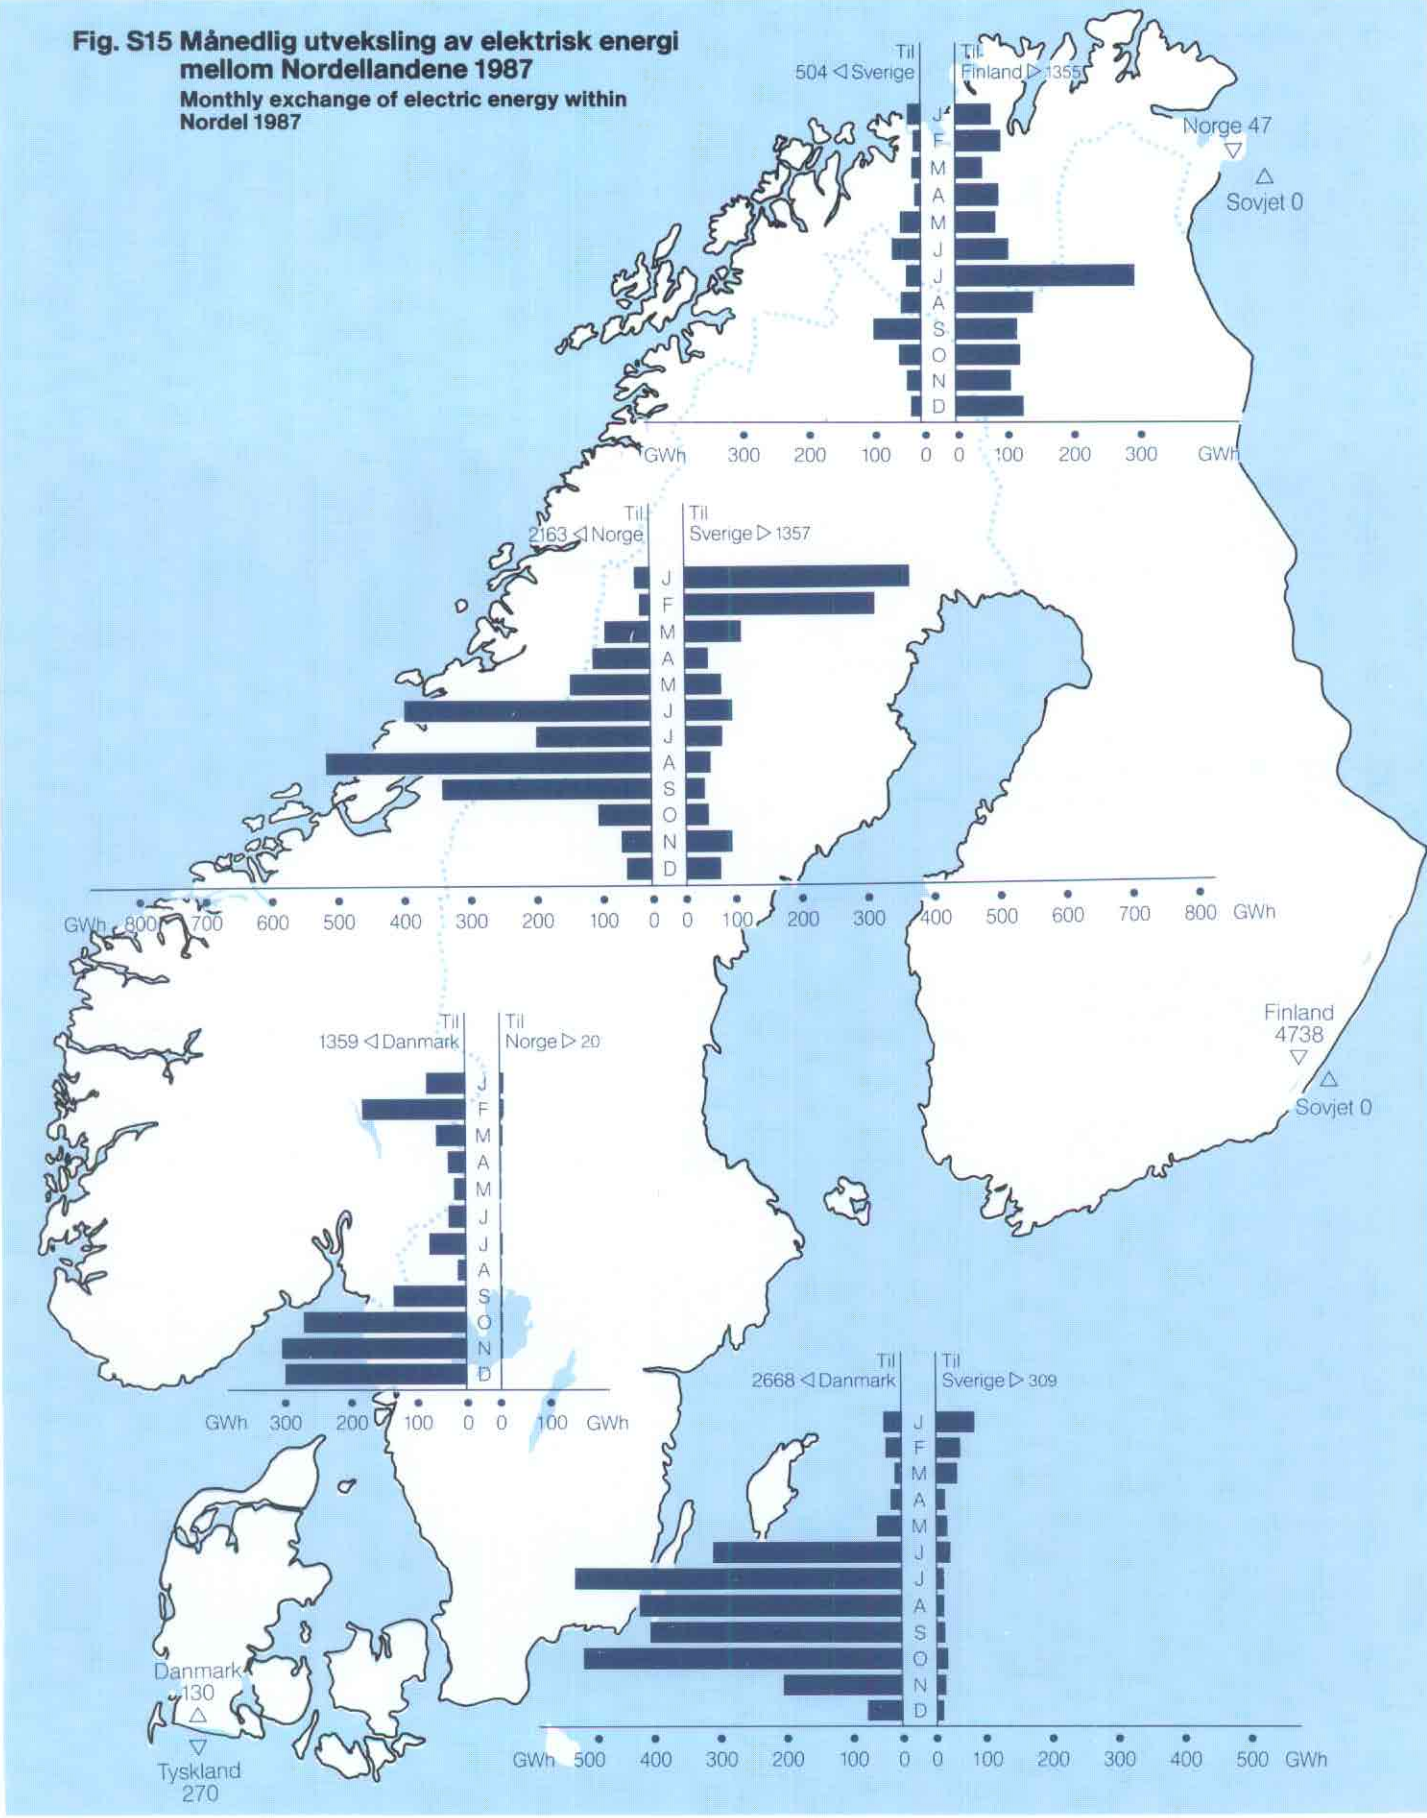 Fig. S15 Månedlig utveksling av elektrisk energi
mellom Nordellandene 1987
Monthly exchange of electric energy within
Nordel 1987
Til Til
504 ◁ Sverige Finland ▷ 1355
J
F
M
A
M
J
J
A
S
O
N
D
GWh 300 200 100 0 0 100 200 300 GWh
Norge 47
▽
△
Sovjet 0
Til Til
2163 ◁ Norge Sverige ▷ 1357
J
F
M
A
M
J
J
A
S
O
N
D
GWh 800 700 600 500 400 300 200 100 0 0 100 200 300 400 500 600 700 800 GWh
Finland
4738
▽
△
Sovjet 0
Til Til
1359 ◁ Danmark Norge ▷ 20
J
F
M
A
M
J
J
A
S
O
N
D
GWh 300 200 100 0 0 100 GWh
Til Til
2668 ◁ Danmark Sverige ▷ 309
J
F
M
A
M
J
J
A
S
O
N
D
GWh 500 400 300 200 100 0 0 100 200 300 400 500 GWh
Danmark
130
△
▽
Tyskland
270